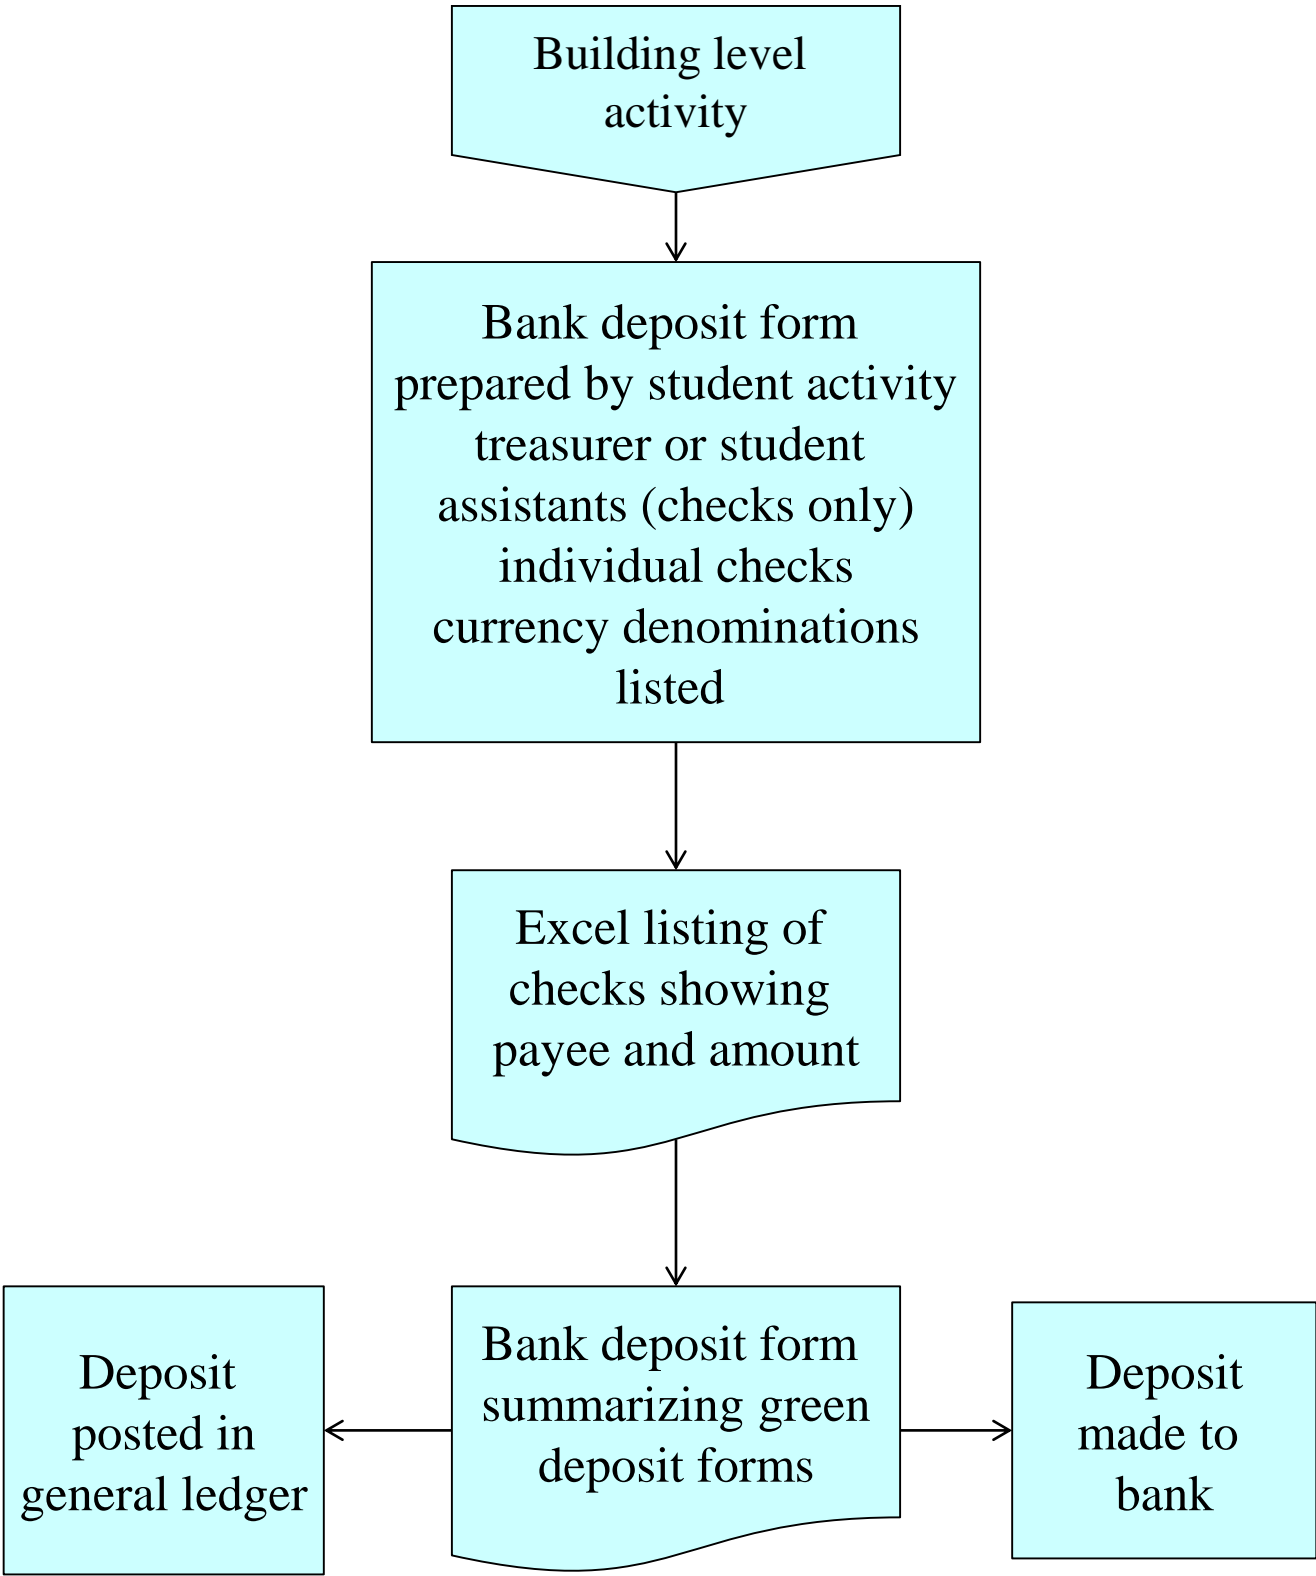 Building level
activity
Bank deposit form
prepared by student activity
treasurer or student
assistants (checks only)
individual checks
currency denominations
listed
Excel listing of
checks showing
payee and amount
Deposit
posted in
general ledger
Bank deposit form
summarizing green
deposit forms
Deposit
made to
bank